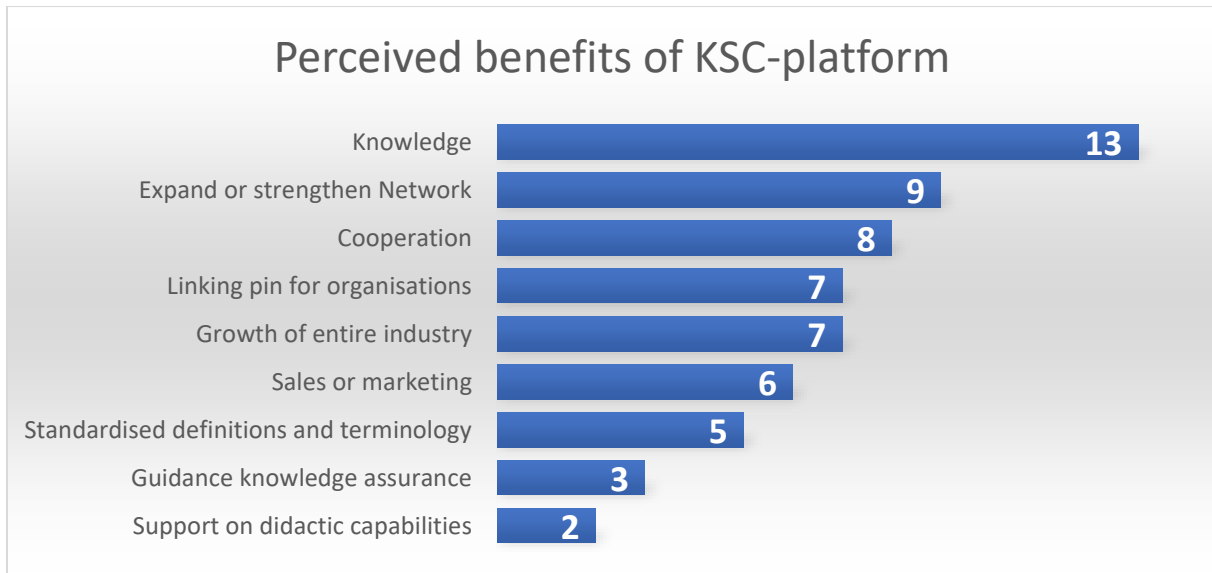 Perceived benefits of KSC-platform
Knowledge 13
Expand or strengthen Network 9
Cooperation 8
Linking pin for organisations 7
Growth of entire industry 7
Sales or marketing 6
Standardised definitions and terminology 5
Guidance knowledge assurance 3
Support on didactic capabilities 2